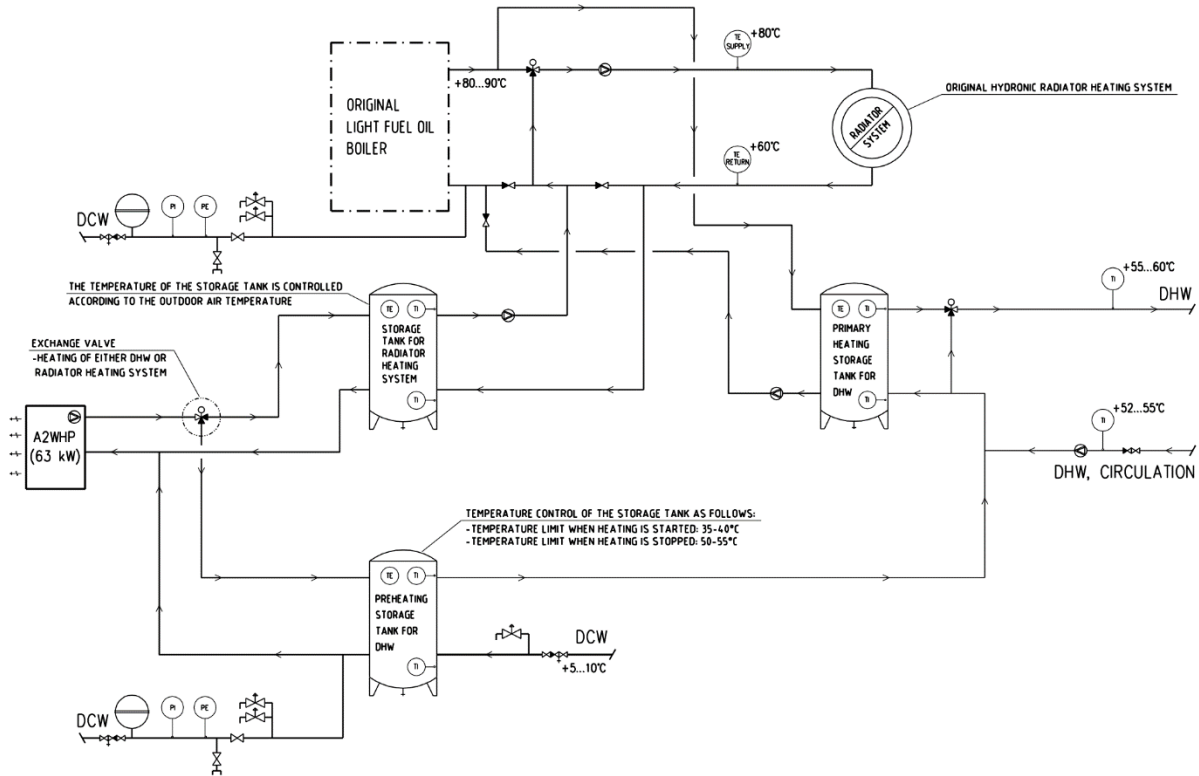 +80°C
TE
SUPPLY
+80...90°C
ORIGINAL
LIGHT FUEL OIL
BOILER
ORIGINAL HYDRONIC RADIATOR HEATING SYSTEM
RADIATOR
SYSTEM
+60°C
TE
RETURN
DCW
PI
PE
THE TEMPERATURE OF THE STORAGE TANK IS CONTROLLED
ACCORDING TO THE OUTDOOR AIR TEMPERATURE
+55...60°C
TI
DHW
TE
TI
STORAGE
TANK FOR
RADIATOR
HEATING
SYSTEM
TI
TE
TI
PRIMARY
HEATING
STORAGE
TANK FOR
DHW
TI
EXCHANGE VALVE
-HEATING OF EITHER DHW OR
RADIATOR HEATING SYSTEM
A2WHP
(63 kW)
+52...55°C
TI
DHW, CIRCULATION
TEMPERATURE CONTROL OF THE STORAGE TANK AS FOLLOWS:
-TEMPERATURE LIMIT WHEN HEATING IS STARTED: 35-40°C
-TEMPERATURE LIMIT WHEN HEATING IS STOPPED: 50-55°C
TE
TI
PREHEATING
STORAGE
TANK FOR
DHW
TI
DCW
+5...10°C
DCW
PI
PE